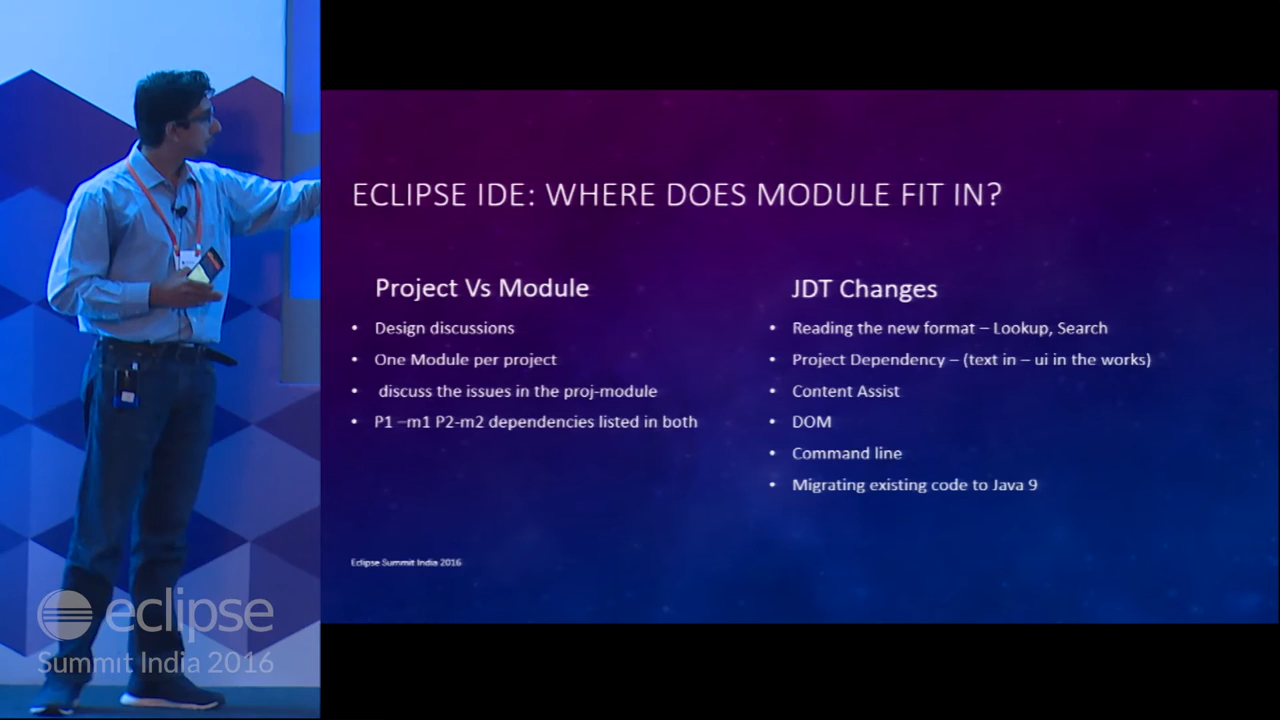 ECLIPSE IDE: WHERE DOES MODULE FIT IN?
Project Vs Module
• Design discussions
• One Module per project
• discuss the issues in the proj-module
• P1 –m1 P2-m2 dependencies listed in both
JDT Changes
• Reading the new format – Lookup, Search
• Project Dependency – (text in – ui in the works)
• Content Assist
• DOM
• Command line
• Migrating existing code to Java 9
Eclipse Summit India 2016
eclipse
Summit India 2016